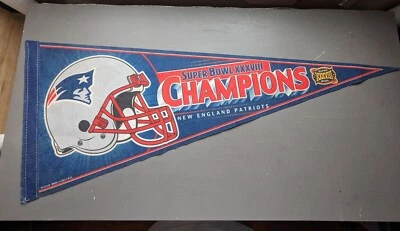 SUPER BOWL XXXVIII
CHAMPIONS
NEW ENGLAND PATRIOTS